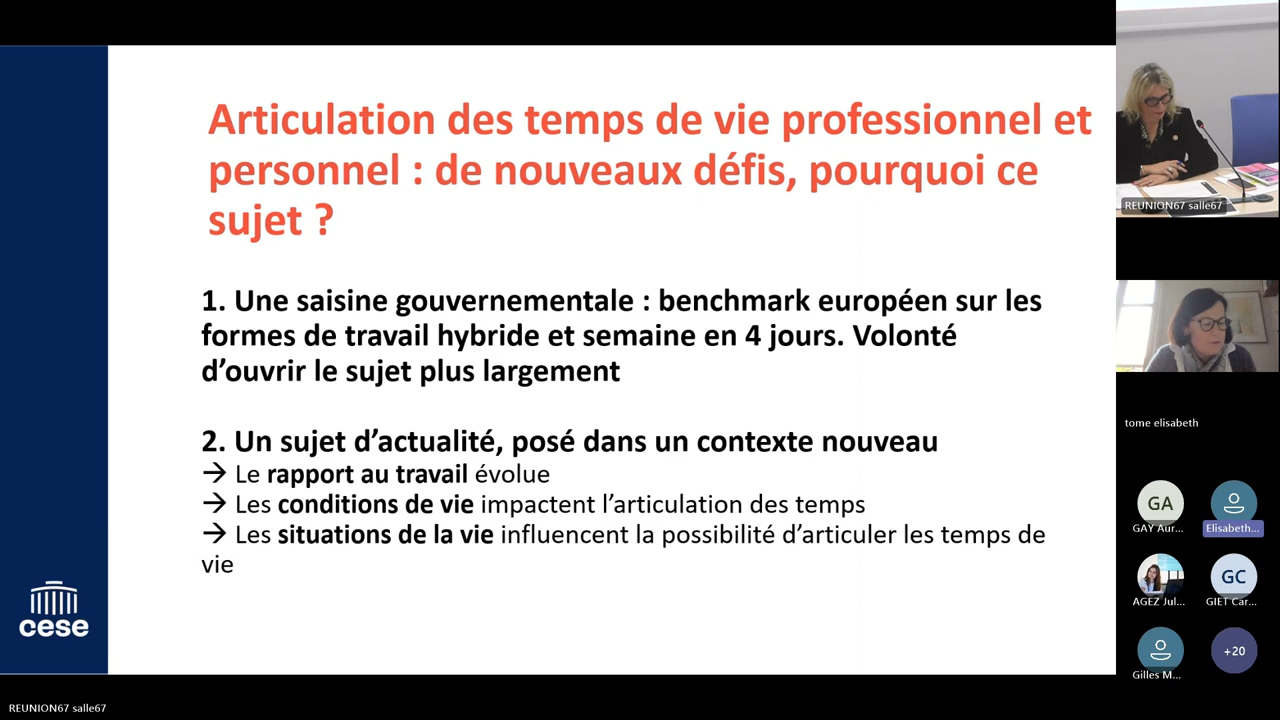 Articulation des temps de vie professionnel et
personnel : de nouveaux défis, pourquoi ce
sujet ?
1. Une saisine gouvernementale : benchmark européen sur les
formes de travail hybride et semaine en 4 jours. Volonté
d’ouvrir le sujet plus largement
2. Un sujet d’actualité, posé dans un contexte nouveau
→ Le rapport au travail évolue
→ Les conditions de vie impactent l’articulation des temps
→ Les situations de la vie influencent la possibilité d’articuler les temps de
vie
cese
REUNION67 salle67
tome elisabeth
GA
GAY Aur...
Elisabeth...
AGEZ Jul...
GC
GIET Car...
Gilles M...
+20
REUNION67 salle67